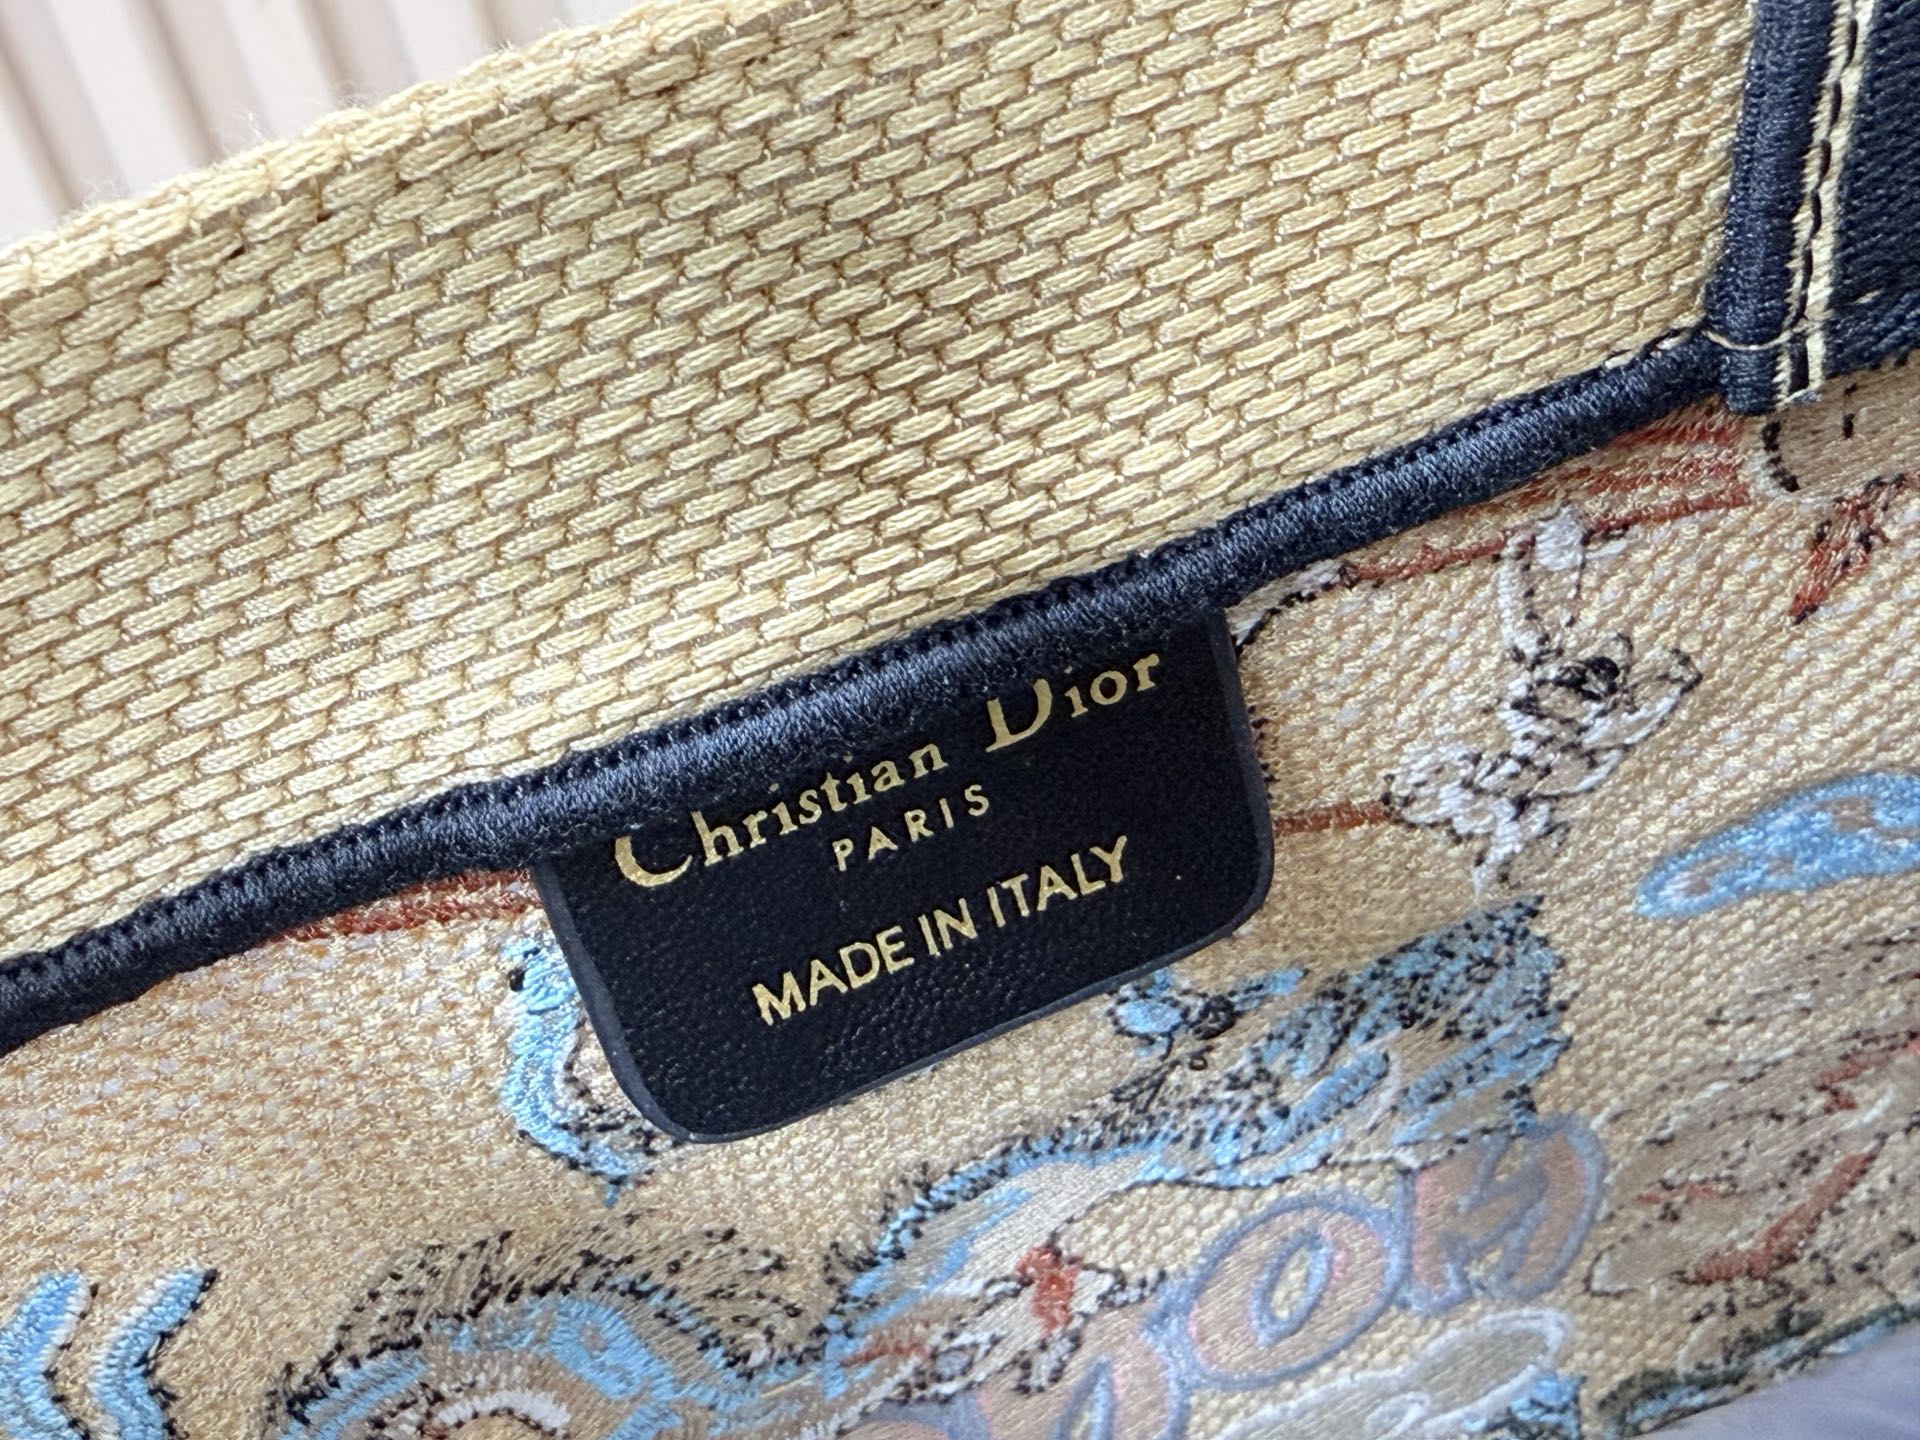 Christian Dior
PARIS
MADE IN ITALY